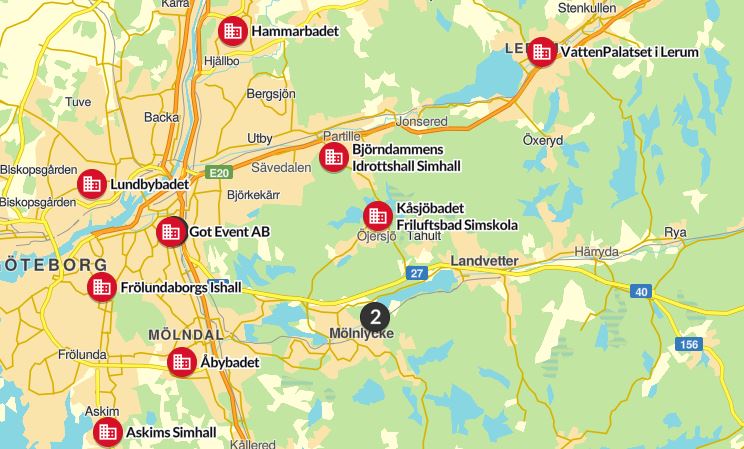 Kärra
Stenkullen
Hammarbadet
VattenPalatset i Lerum
Hjällbo
Bergsjön
Tuve
Backa
Utby
Jonsered
Partille
Öxeryd
Björndammens
Idrottshall Simhall
Sävedalen
E20
Biskopsgården
Lundbybadet
Biskopsgården
Björkekärr
Kåsjöbadet
Friluftsbad Simskola
Got Event AB
Öjersjö
Tahult
Rya
Härryda
Landvetter
GÖTEBORG
27
Frölundaborgs Ishall
40
2
Mölnlycke
MÖLNDAL
156
Frölunda
Åbybadet
Askim
Askims Simhall
Kållered